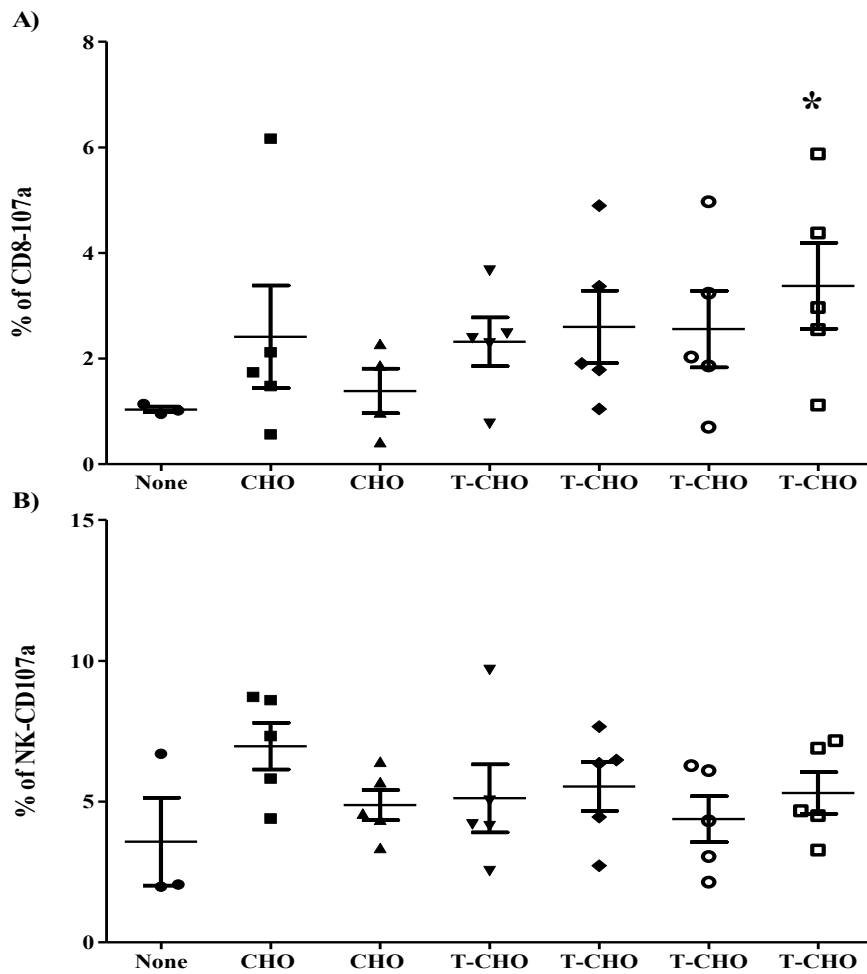 A)
% of CD8-107a
8
6
4
2
0
*
None CHO CHO T-CHO T-CHO T-CHO T-CHO
B)
% of NK-CD107a
15
10
5
0
None CHO CHO T-CHO T-CHO T-CHO T-CHO